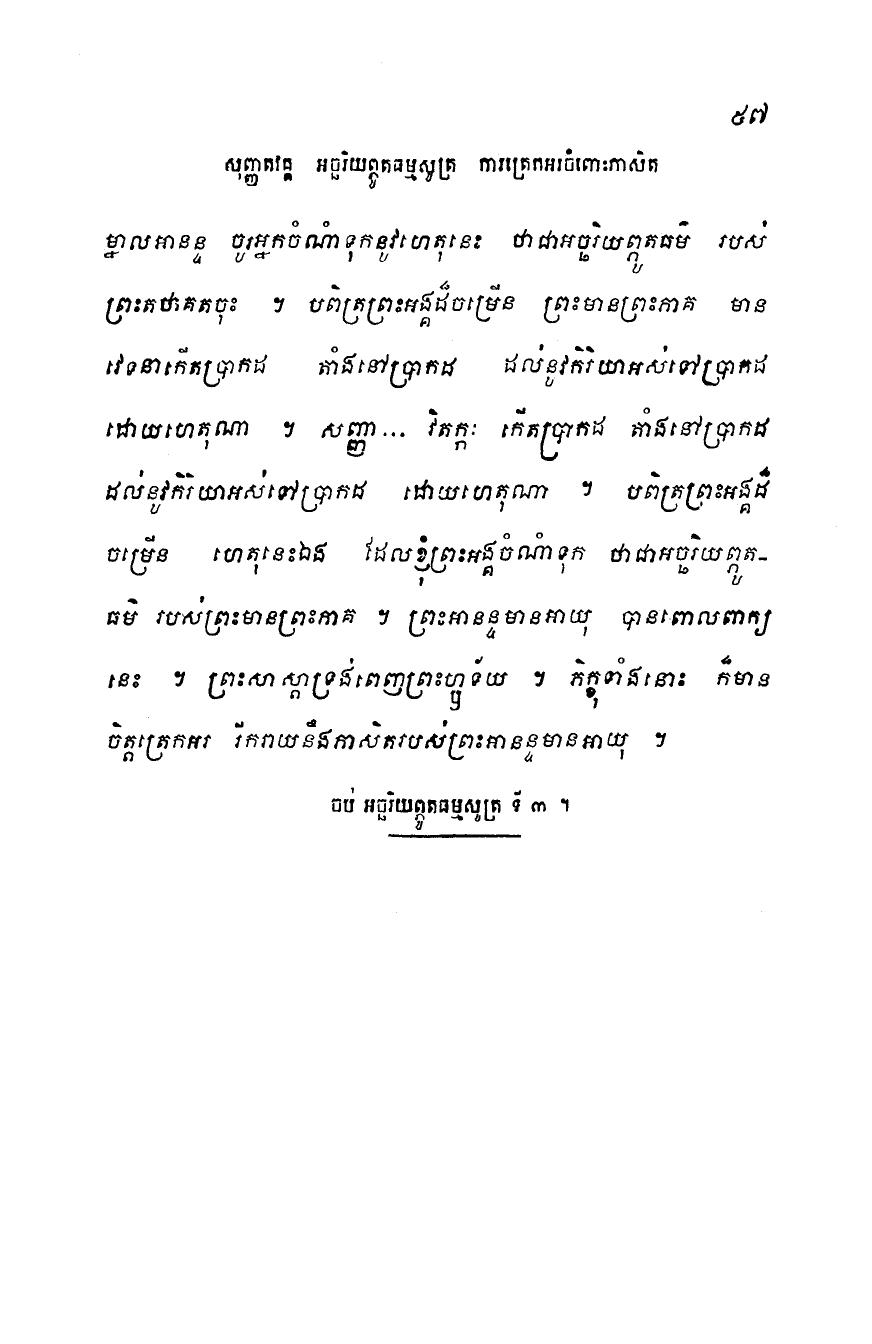 ៥៧
សុញ្ញតវគ្គ អច្ឆរិយព្ភូតធម្មសូត្រ ការត្រេកអរចំពោះភាសិត
ម្នាលអានន្ទ ចូរអ្នកចំណាំទុកនូវហេតុនេះ ថាជាអច្ឆរិយព្ភូតធម៌ របស់
ព្រះតថាគតចុះ ។ បពិត្រព្រះអង្គដ៏ចម្រើន ព្រះមានព្រះភាគ មាន
វេទនាកើតប្រាកដ តាំងនៅប្រាកដ ដល់នូវកិរិយាអស់ទៅប្រាកដ
ដោយហេតុណា ។ សញ្ញា... វិតក្កៈ កើតប្រាកដ តាំងនៅប្រាកដ
ដល់នូវកិរិយាអស់ទៅប្រាកដ ដោយហេតុណា ។ បពិត្រព្រះអង្គដ៏
ចម្រើន ហេតុនេះឯង ដែលខ្ញុំព្រះអង្គចំណាំទុក ថាជាអច្ឆរិយព្ភូត-
ធម៌ របស់ព្រះមានព្រះភាគ ។ ព្រះអានន្ទមានអាយុ បានពោលពាក្យ
នេះ ។ ព្រះសាស្តាទ្រង់ពេញព្រះហ្ឫទ័យ ។ ភិក្ខុទាំងនោះ ក៏មាន
ចិត្តត្រេកអរ រីករាយនឹងភាសិតរបស់ព្រះអានន្ទមានអាយុ ។
ចប់ អច្ឆរិយព្ភូតធម្មសូត្រ ទី ៣ ។